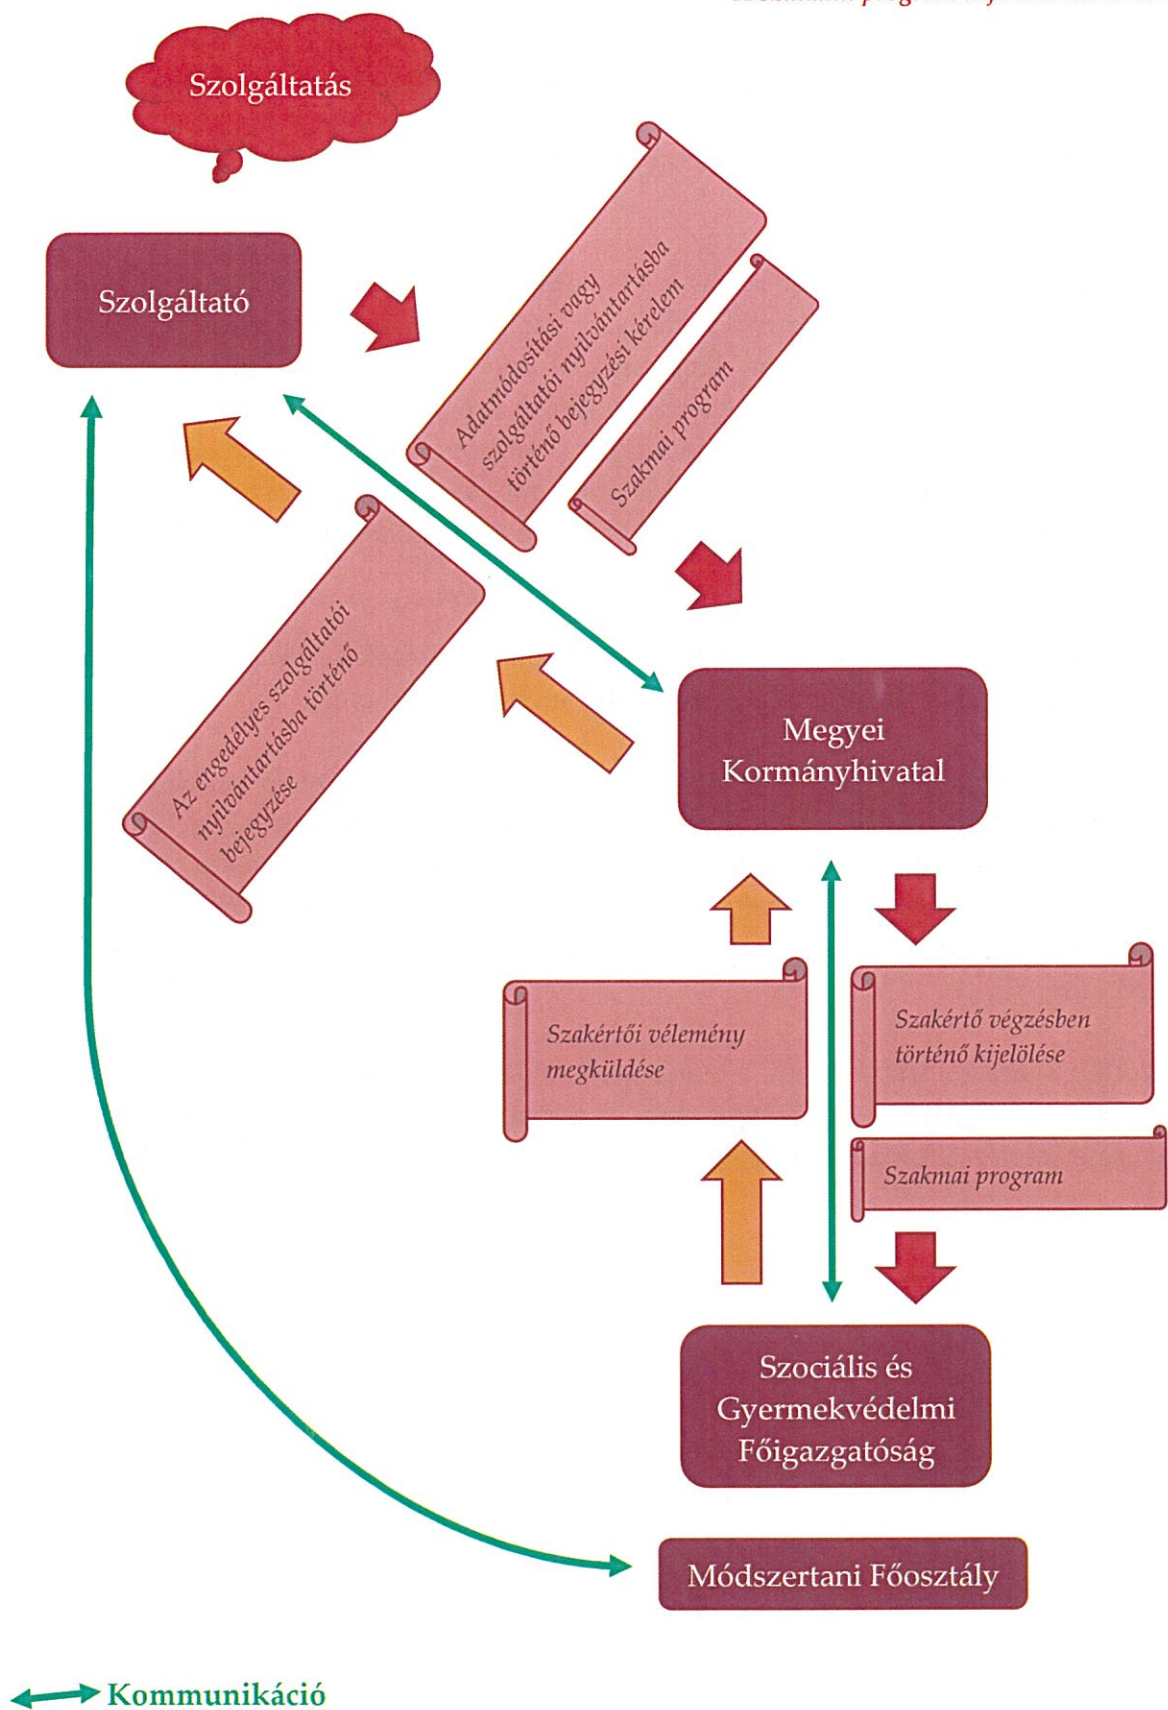 Szolgáltatás
Szolgáltató
Adatmódosítási vagy
szolgáltatói nyilvántartásba
történő bejegyzési kérelem
Szakmai program
Az engedélyes szolgáltatói
nyilvántartásba történő
bejegyzése
Megyei
Kormányhivatal
Szakértői vélemény
megküldése
Szakértő végzésben
történő kijelölése
Szakmai program
Szociális és
Gyermekvédelmi
Főigazgatóság
Módszertani Főosztály
Kommunikáció